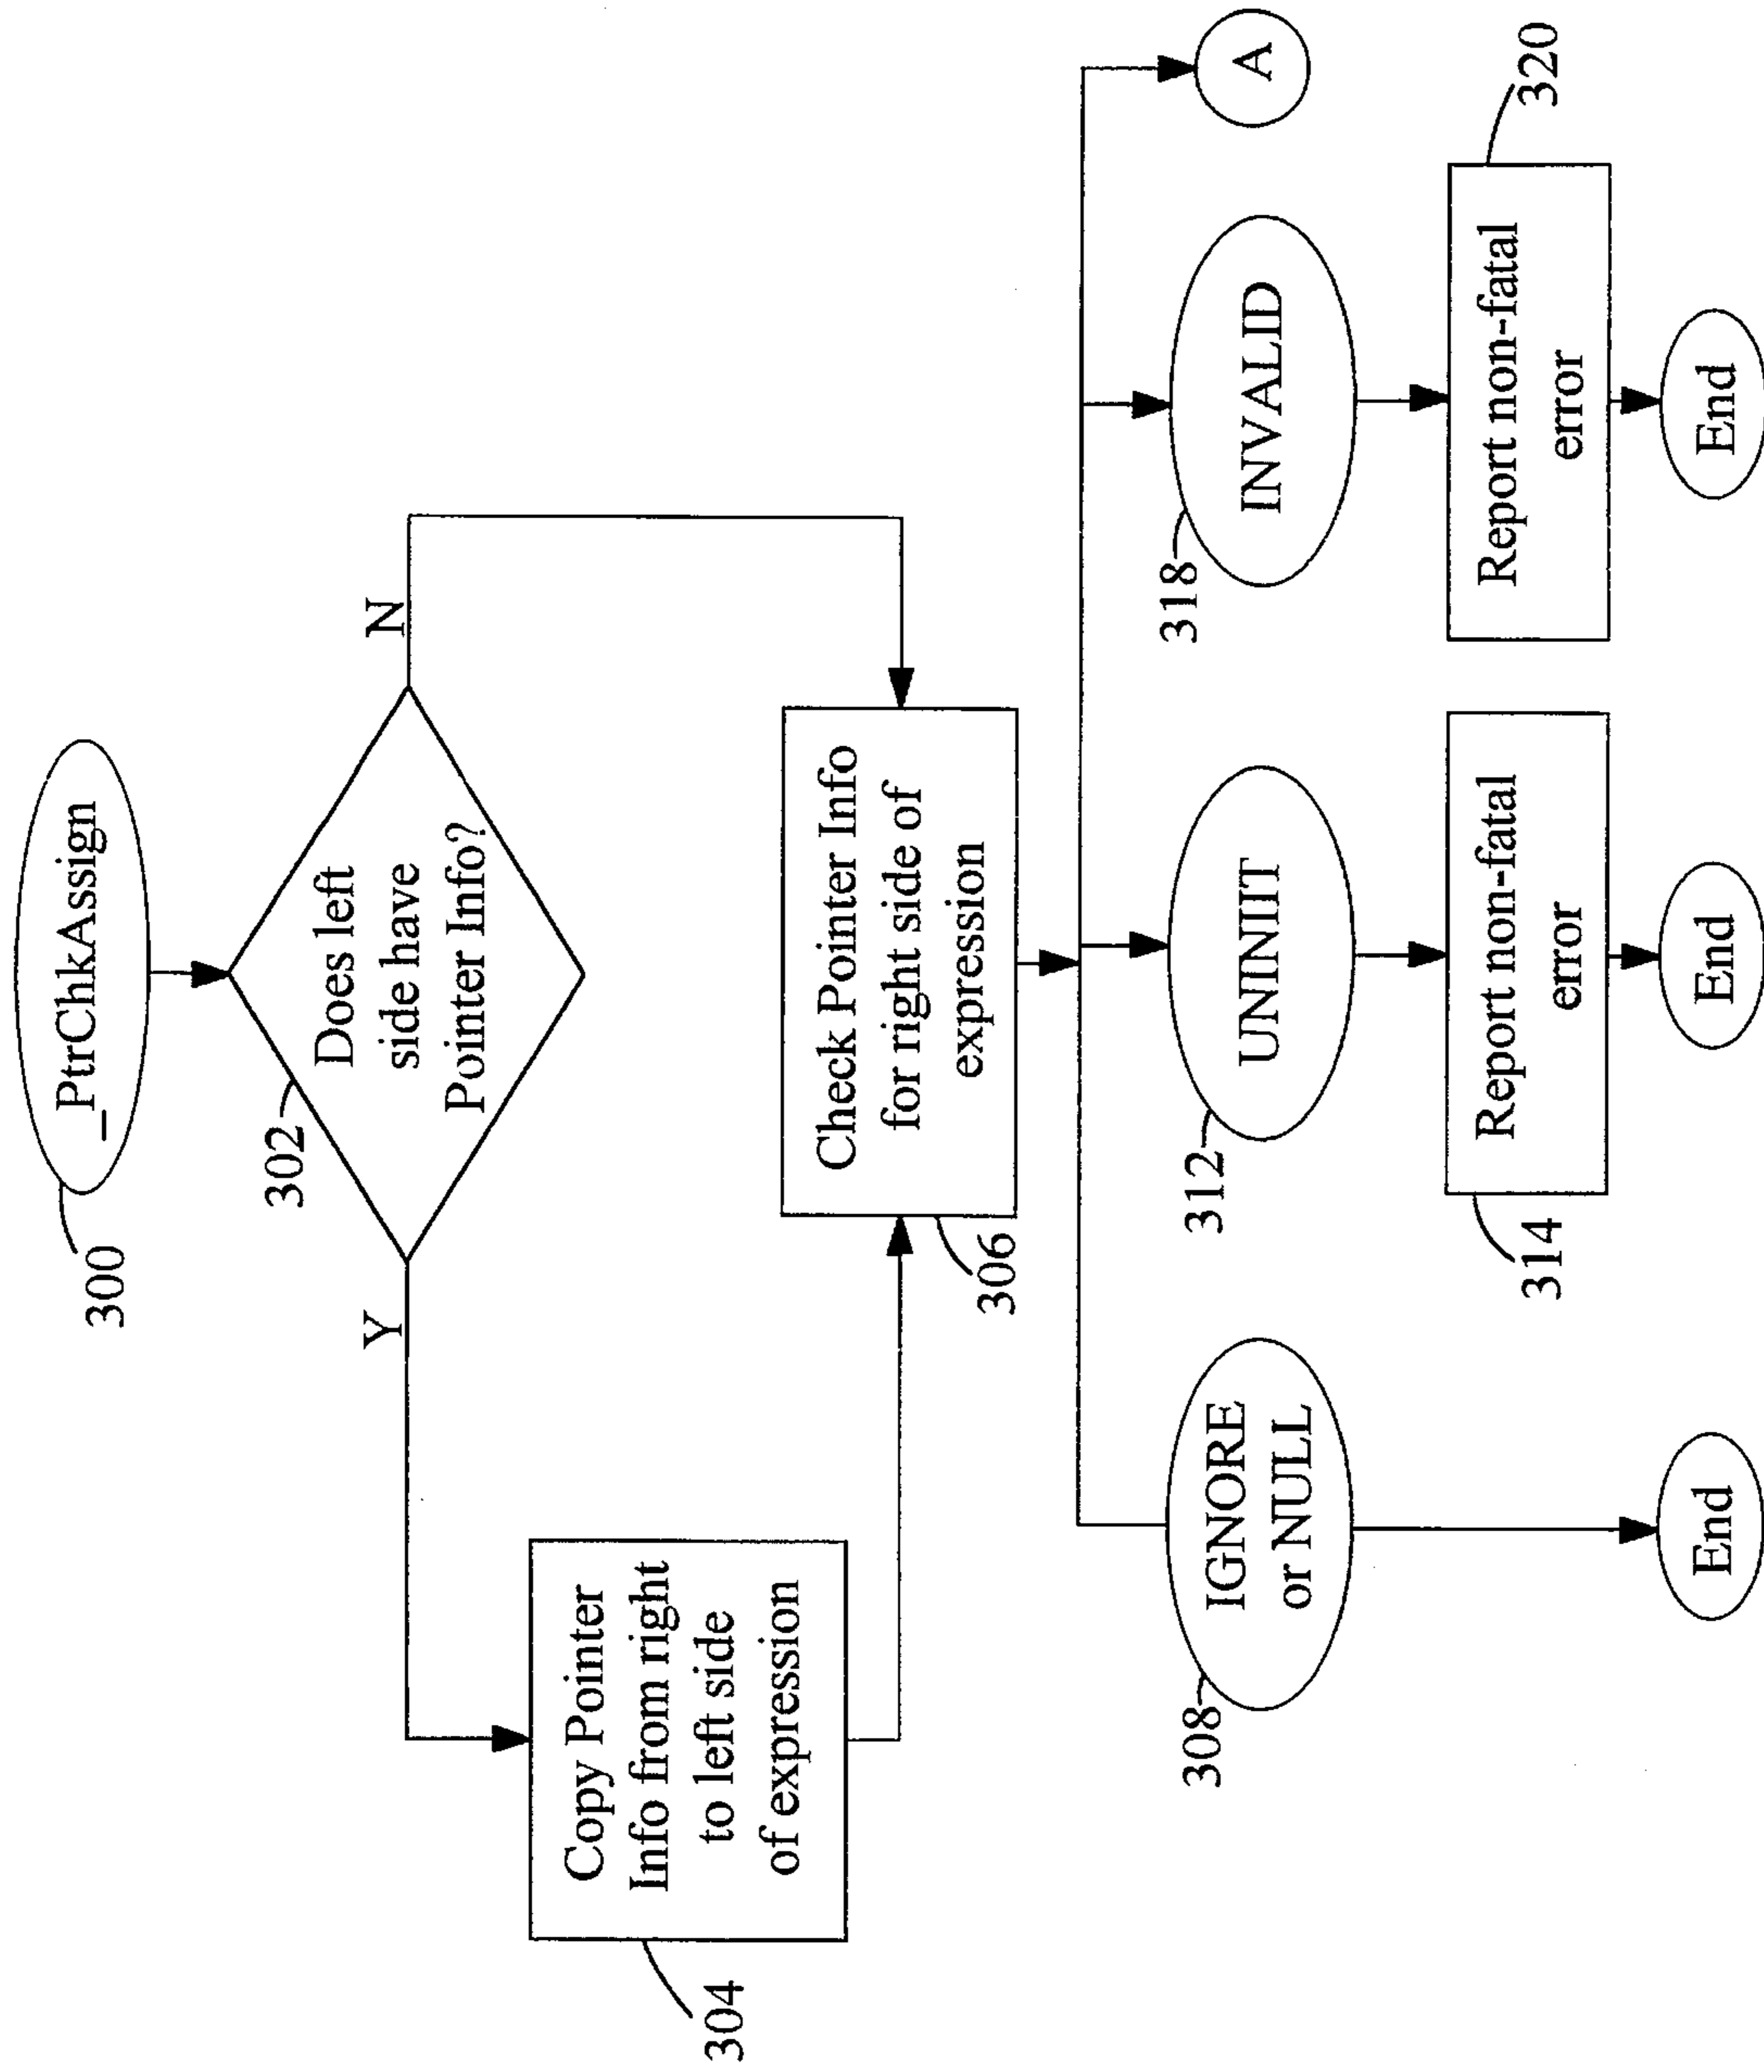 300
_PtrChkAssign
302
Does left
side have
Pointer Info?
Y
N
304
Copy Pointer
Info from right
to left side
of expression
306
Check Pointer Info
for right side of
expression
308
IGNORE
or NULL
End
312
UNINIT
314
Report non-fatal
error
End
318
INVALID
320
Report non-fatal
error
End
A